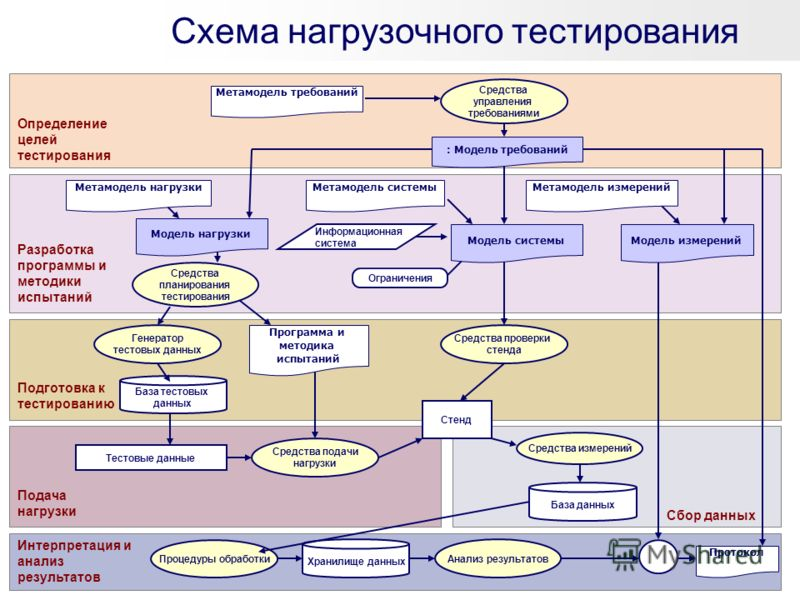 Схема нагрузочного тестирования
Определение
целей
тестирования
Метамодель требований
Средства
управления
требованиями
: Модель требований
Метамодель нагрузки
Метамодель системы
Метамодель измерений
Разработка
программы и
методики
испытаний
Модель нагрузки
Информационная
система
Модель системы
Модель измерений
Средства
планирования
тестирования
Ограничения
Подготовка к
тестированию
Генератор
тестовых данных
Программа и
методика
испытаний
Средства проверки
стенда
База тестовых
данных
Стенд
Подача
нагрузки
Тестовые данные
Средства подачи
нагрузки
Средства измерений
База данных
Сбор данных
Интерпретация и
анализ
результатов
Процедуры обработки
Хранилище данных
Анализ результатов
Протокол
MyShared